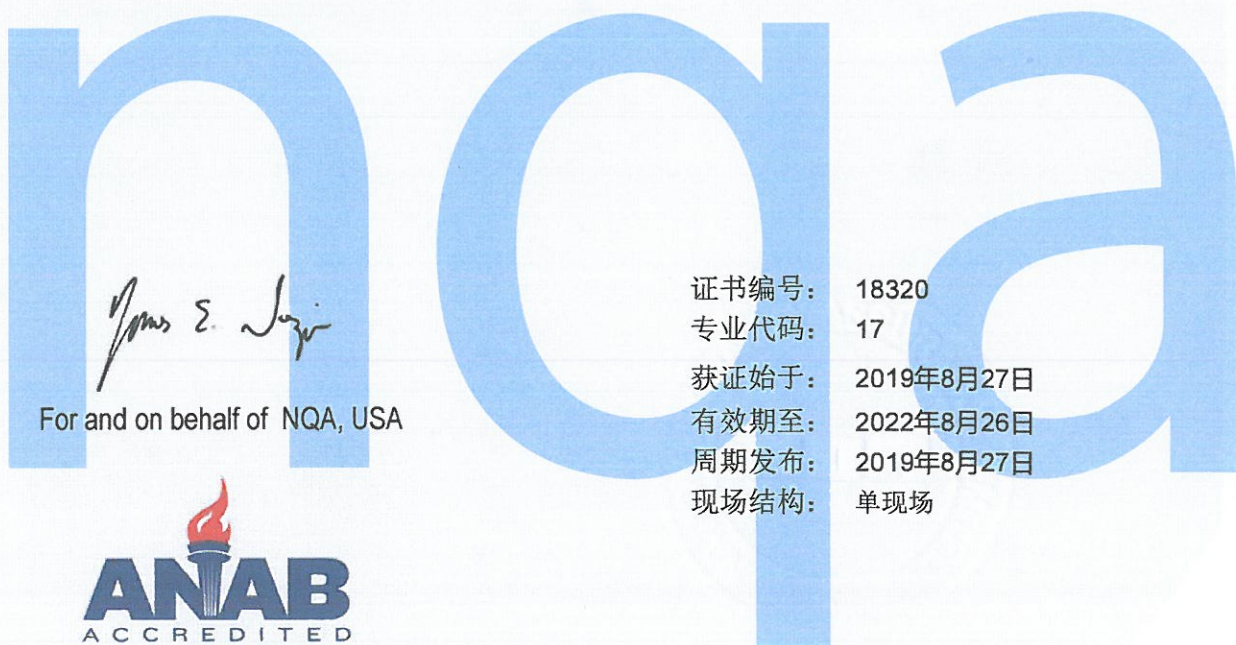 nqa
For and on behalf of NQA, USA
证书编号： 18320
专业代码： 17
获证始于： 2019年8月27日
有效期至： 2022年8月26日
周期发布： 2019年8月27日
现场结构： 单现场
ANAB
ACCREDITED